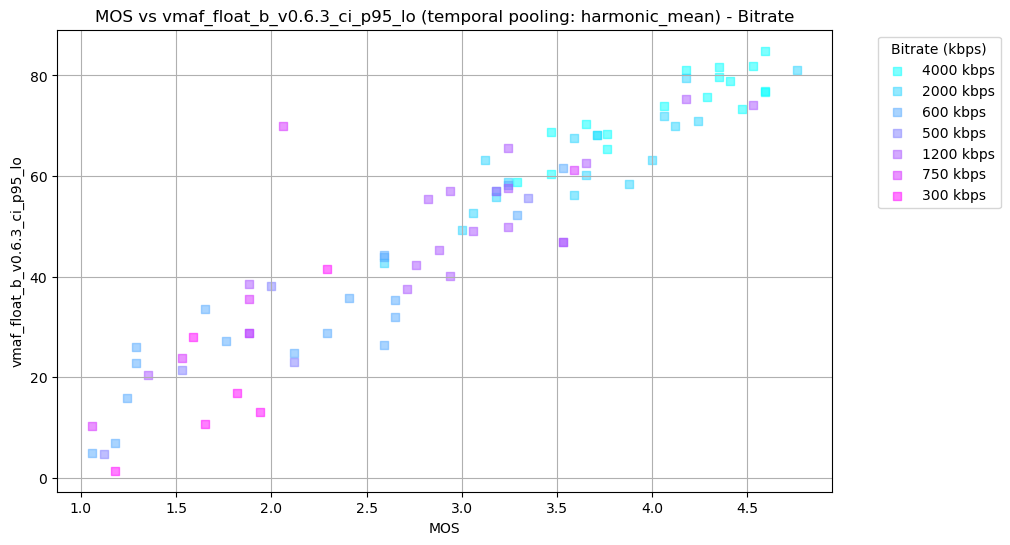 MOS vs vmaf_float_b_v0.6.3_ci_p95_lo (temporal pooling: harmonic_mean) - Bitrate
vmaf_float_b_v0.6.3_ci_p95_lo
80
60
40
20
0
1.0 1.5 2.0 2.5 3.0 3.5 4.0 4.5
MOS
Bitrate (kbps)
4000 kbps
2000 kbps
600 kbps
500 kbps
1200 kbps
750 kbps
300 kbps